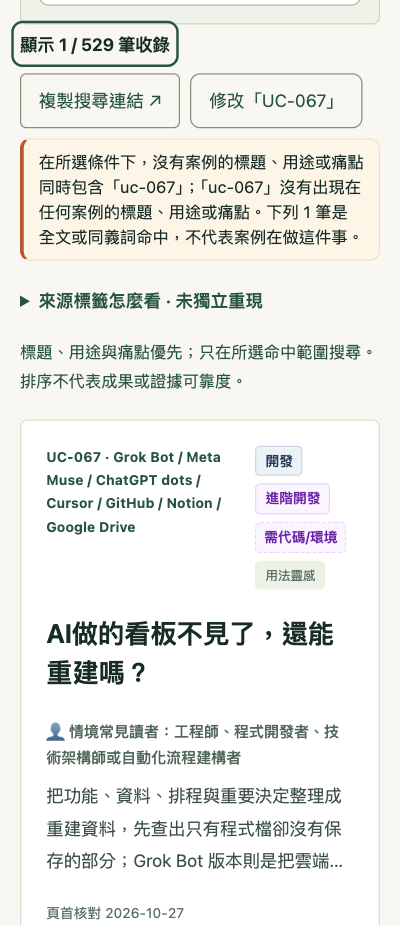 顯示 1 / 529 筆收錄
複製搜尋連結 ↗
修改「UC-067」
在所選條件下，沒有案例的標題、用途或痛點
同時包含「uc-067」；「uc-067」沒有出現在
任何案例的標題、用途或痛點。下列 1 筆是
全文或同義詞命中，不代表案例在做這件事。
▶ 來源標籤怎麼看 · 未獨立重現
標題、用途與痛點優先；只在所選命中範圍搜尋。
排序不代表成果或證據可靠度。
UC-067 · Grok Bot / Meta
Muse / ChatGPT dots /
Cursor / GitHub / Notion /
Google Drive
開發
進階開發
需代碼/環境
用法靈感
AI做的看板不見了，還能
重建嗎？
👤 情境常見讀者：工程師、程式開發者、技
術架構師或自動化流程建構者
把功能、資料、排程與重要決定整理成
重建資料，先查出只有程式檔卻沒有保
存的部分；Grok Bot 版本則是把雲端...
頁首核對 2026-10-27